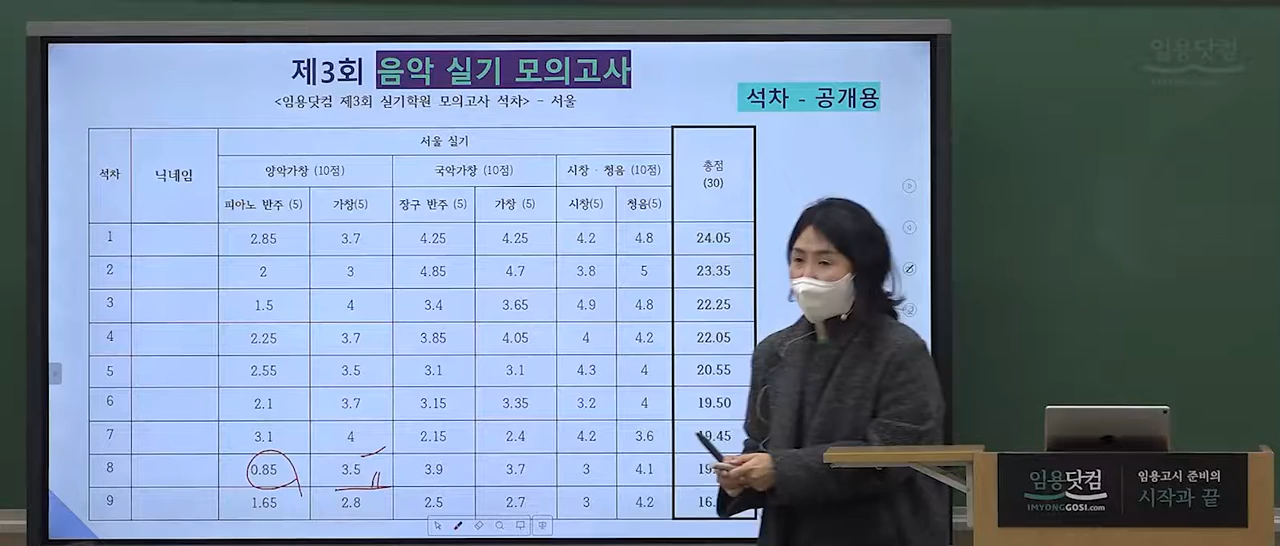 제3회 음악 실기 모의고사
<임용닷컴 제3회 실기학원 모의고사 석차> - 서울
석차 - 공개용
석차 닉네임 서울 실기 총점 (30)
양악가창 (10점) 국악가창 (10점) 시창 · 청음 (10점)
피아노 반주 (5) 가창(5) 장구 반주 (5) 가창 (5) 시창(5) 청음(5)
1 2.85 3.7 4.25 4.25 4.2 4.8 24.05
2 2 3 4.85 4.7 3.8 5 23.35
3 1.5 4 3.4 3.65 4.9 4.8 22.25
4 2.25 3.7 3.85 4.05 4 4.2 22.05
5 2.55 3.5 3.1 3.1 4.3 4 20.55
6 2.1 3.7 3.15 3.35 3.2 4 19.50
7 3.1 4 2.15 2.4 4.2 3.6 19.45
8 0.85 3.5 3.9 3.7 3 4.1
9 1.65 2.8 2.5 2.7 3 4.2
임용닷컴
임용닷컴
IMYONGGOSI.com
임용고시 준비의
시작과 끝